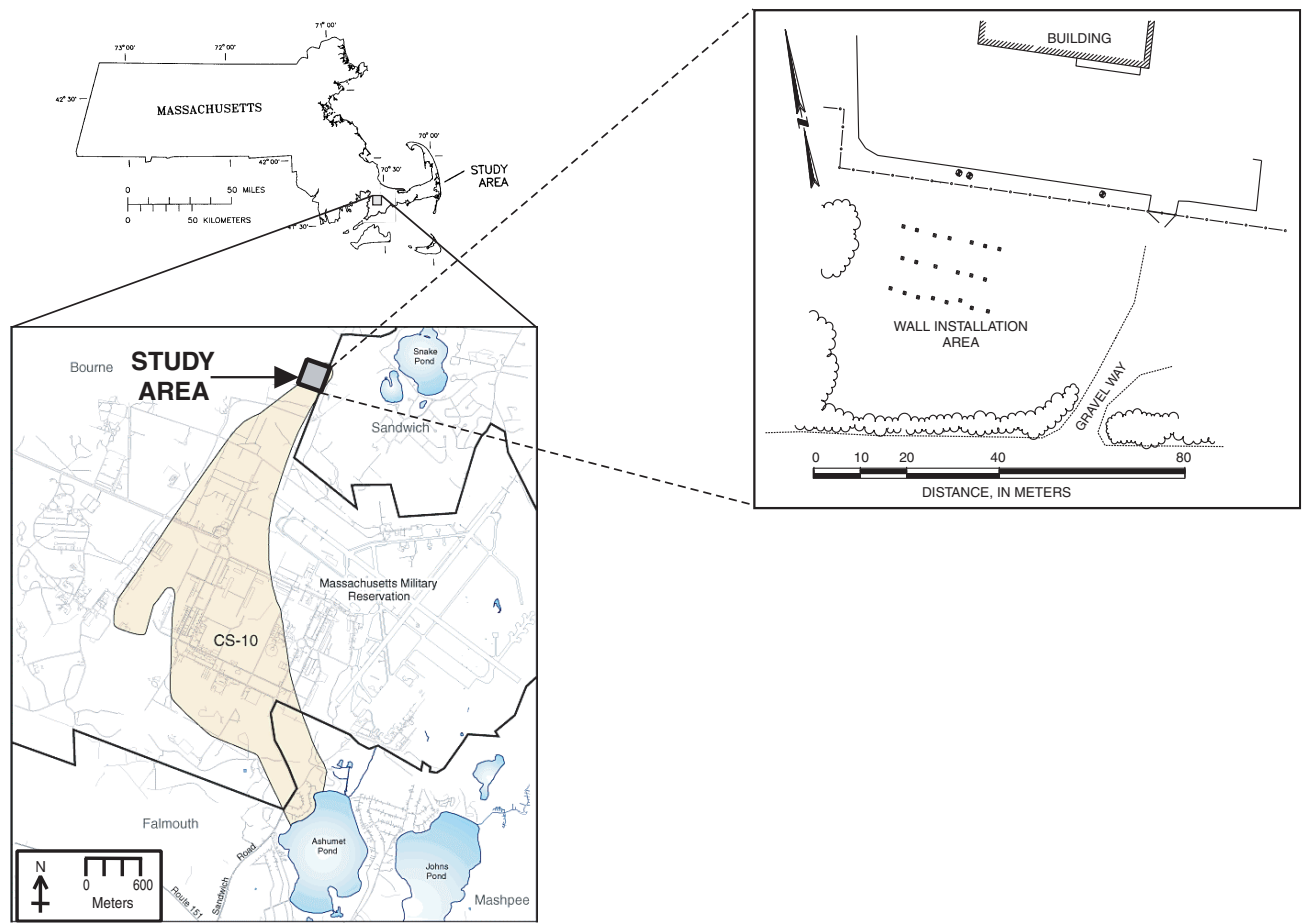 71° 00'
73° 00'
72° 00'
42° 30'
MASSACHUSETTS
70° 00'
42° 00'
70° 30'
STUDY
AREA
0 50 MILES
0 50 KILOMETERS
41° 30'
BUILDING
N
WALL INSTALLATION
AREA
GRAVEL WAY
0 10 20 40 80
DISTANCE, IN METERS
Bourne
STUDY
AREA
Snake
Pond
Sandwich
Massachusetts Military
Reservation
CS-10
Falmouth
Ashumet
Pond
Johns
Pond
Mashpee
Sandwich Road
Route 151
N
0 600
Meters